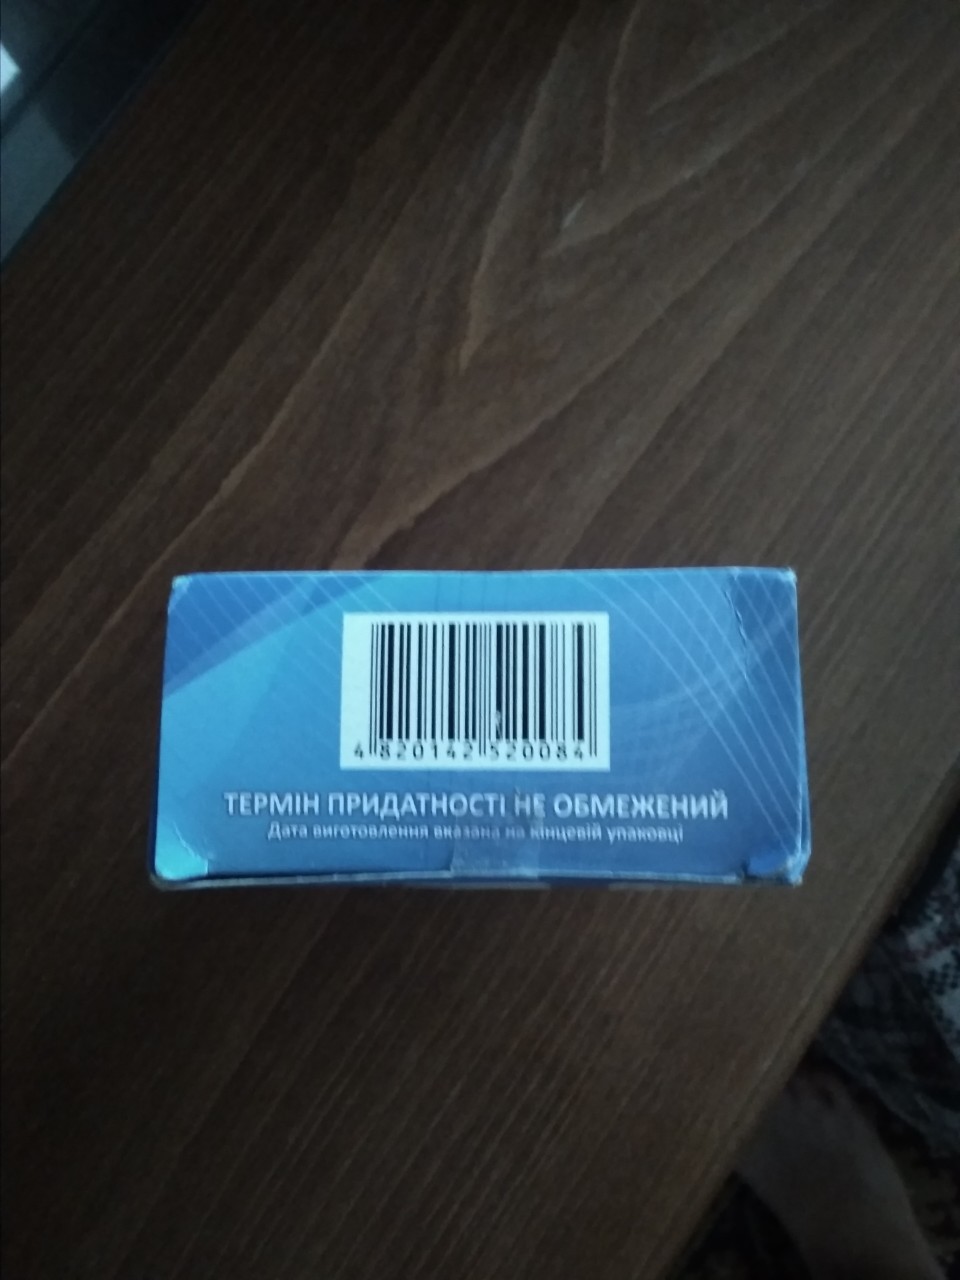 4 820142 520084
ТЕРМІН ПРИДАТНОСТІ НЕ ОБМЕЖЕНИЙ
Дата виготовлення вказана на кінцевій упаковці